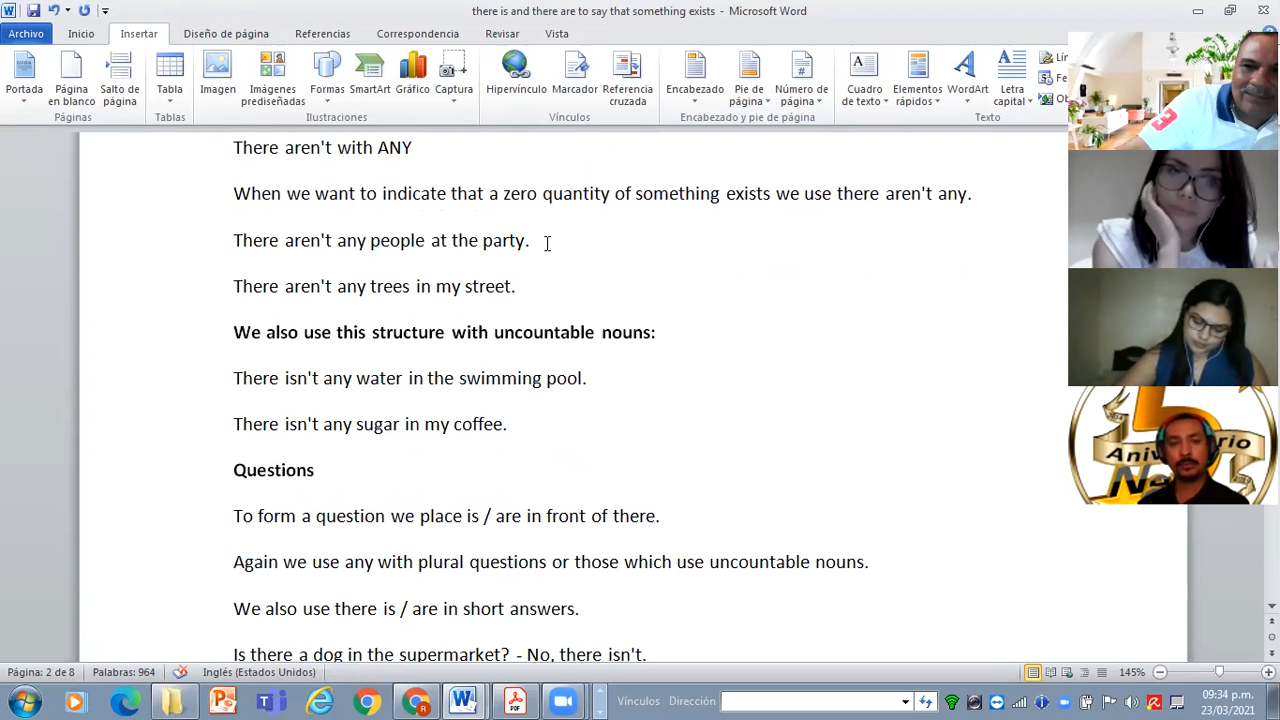 there is and there are to say that something exists - Microsoft Word
Archivo Inicio Insertar Diseño de página Referencias Correspondencia Revisar Vista
Portada Página en blanco Salto de página Tabla Imagen Imágenes prediseñadas Formas SmartArt Gráfico Captura Hipervínculo Marcador Referencia cruzada Encabezado Pie de página Número de página Cuadro de texto Elementos rápidos WordArt Letra capital
Páginas Tablas Ilustraciones Vínculos Encabezado y pie de página Texto
There aren't with ANY
When we want to indicate that a zero quantity of something exists we use there aren't any.
There aren't any people at the party.
There aren't any trees in my street.
We also use this structure with uncountable nouns:
There isn't any water in the swimming pool.
There isn't any sugar in my coffee.
Questions
To form a question we place is / are in front of there.
Again we use any with plural questions or those which use uncountable nouns.
We also use there is / are in short answers.
Is there a dog in the supermarket? - No, there isn't.
Aniversario
Página: 2 de 8 Palabras: 964 Inglés (Estados Unidos) 145%
Vínculos Dirección 09:34 p.m.
23/03/2021